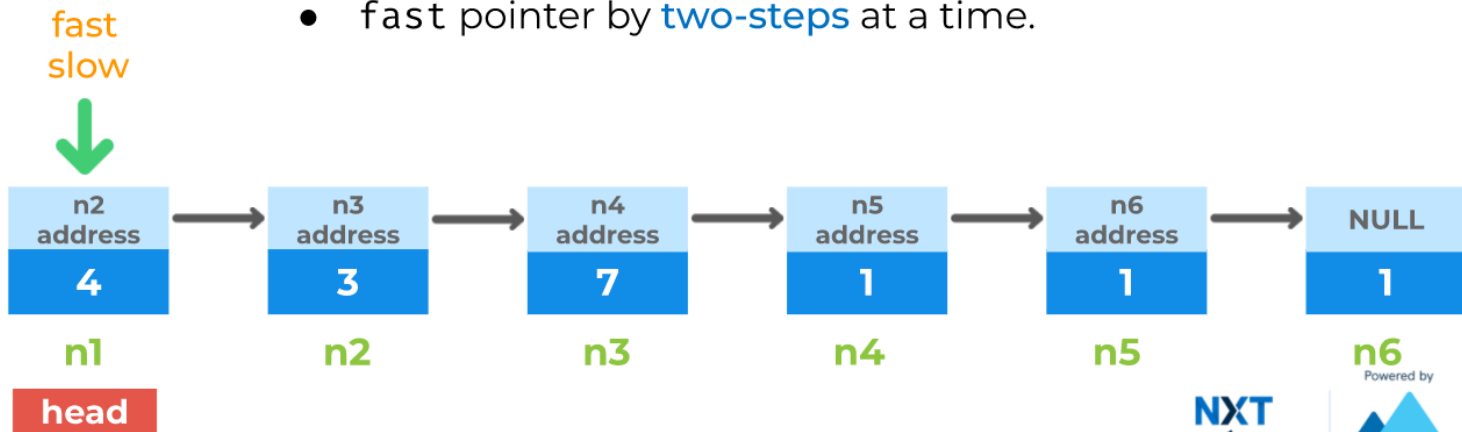 fast
slow
● fast pointer by two-steps at a time.
n2 address
n3 address
n4 address
n5 address
n6 address
NULL
4
3
7
1
1
1
n1
n2
n3
n4
n5
n6
head
Powered by
NXT